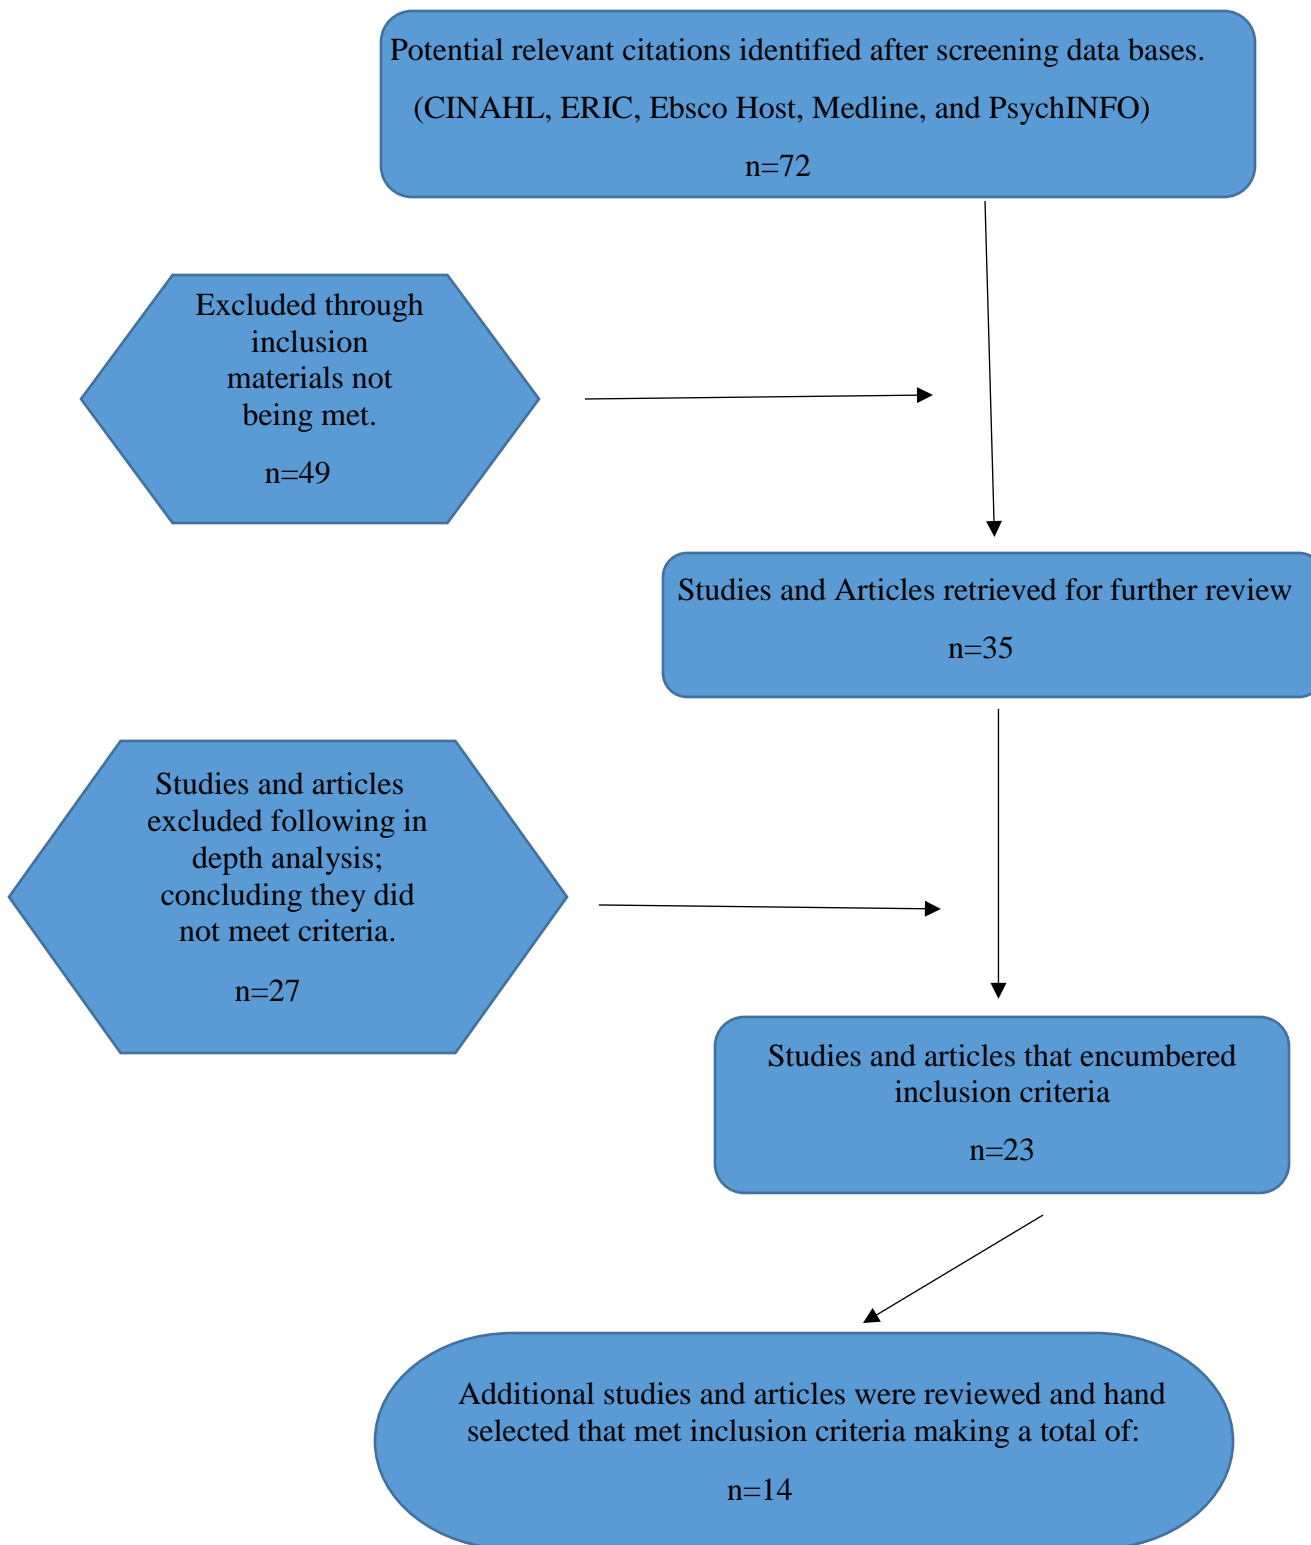 Potential relevant citations identified after screening data bases.
(CINAHL, ERIC, Ebsco Host, Medline, and PsychINFO)
n=72
Excluded through
inclusion
materials not
being met.
n=49
Studies and Articles retrieved for further review
n=35
Studies and articles
excluded following in
depth analysis;
concluding they did
not meet criteria.
n=27
Studies and articles that encumbered
inclusion criteria
n=23
Additional studies and articles were reviewed and hand
selected that met inclusion criteria making a total of:
n=14